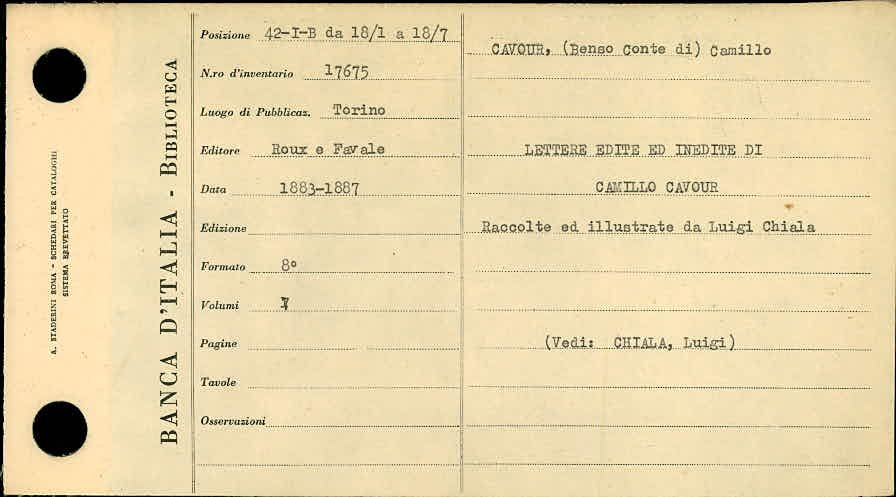 A. STADERINI ROMA - SCHEDARI PER CATALOGHI
SISTEMA BREVETTATO
BANCA D'ITALIA - BIBLIOTECA
Posizione 42-I-B da 18/1 a 18/7
N.ro d'inventario 17675
Luogo di Pubblicaz. Torino
Editore Roux e Favale
Data 1883-1887
Edizione
Formato 8°
Volumi 7
Pagine
Tavole
Osservazioni
CAVOUR, (Benso Conte di) Camillo
LETTERE EDITE ED INEDITE DI
CAMILLO CAVOUR
Raccolte ed illustrate da Luigi Chiala
(Vedi: CHIALA, Luigi)